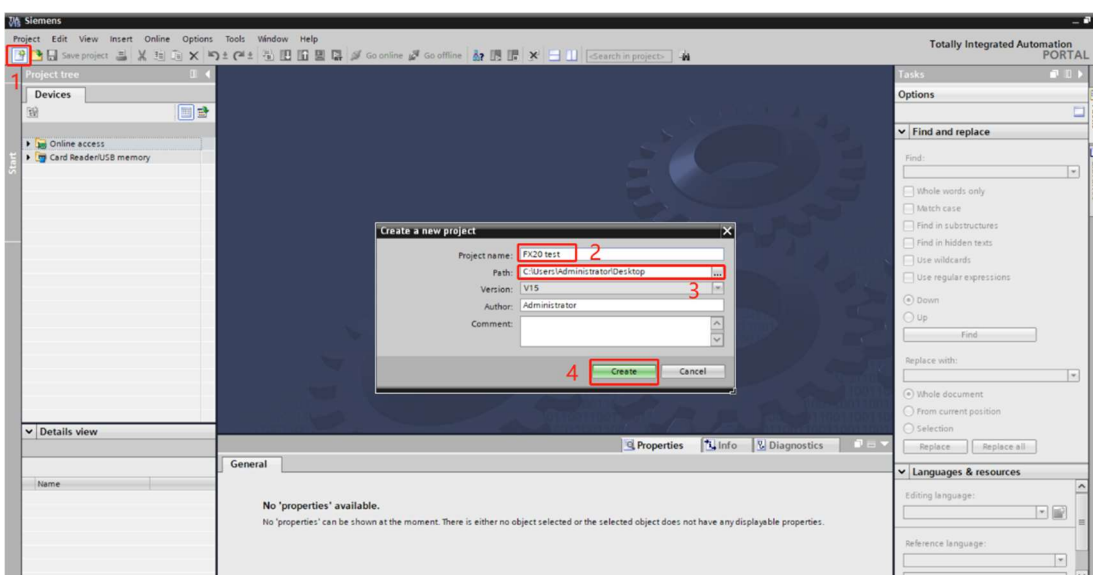 Siemens
Project Edit View Insert Online Options Tools Window Help
Save project Go online Go offline <Search in project>
Totally Integrated Automation
PORTAL
1
Project tree
Devices
Online access
Card Reader/USB memory
Start
Create a new project
Project name: FX20 test 2
Path: C:\Users\Administrator\Desktop ...
Version: V15 3
Author: Administrator
Comment:
4 Create Cancel
Details view
Name
Properties Info Diagnostics
General
No 'properties' available.
No 'properties' can be shown at the moment. There is either no object selected or the selected object does not have any displayable properties.
Tasks
Options
Find and replace
Find:
Whole words only
Match case
Find in substructures
Find in hidden texts
Use wildcards
Use regular expressions
Down
Up
Find
Replace with:
Whole document
From current position
Selection
Replace Replace all
Languages & resources
Editing language:
Reference language: